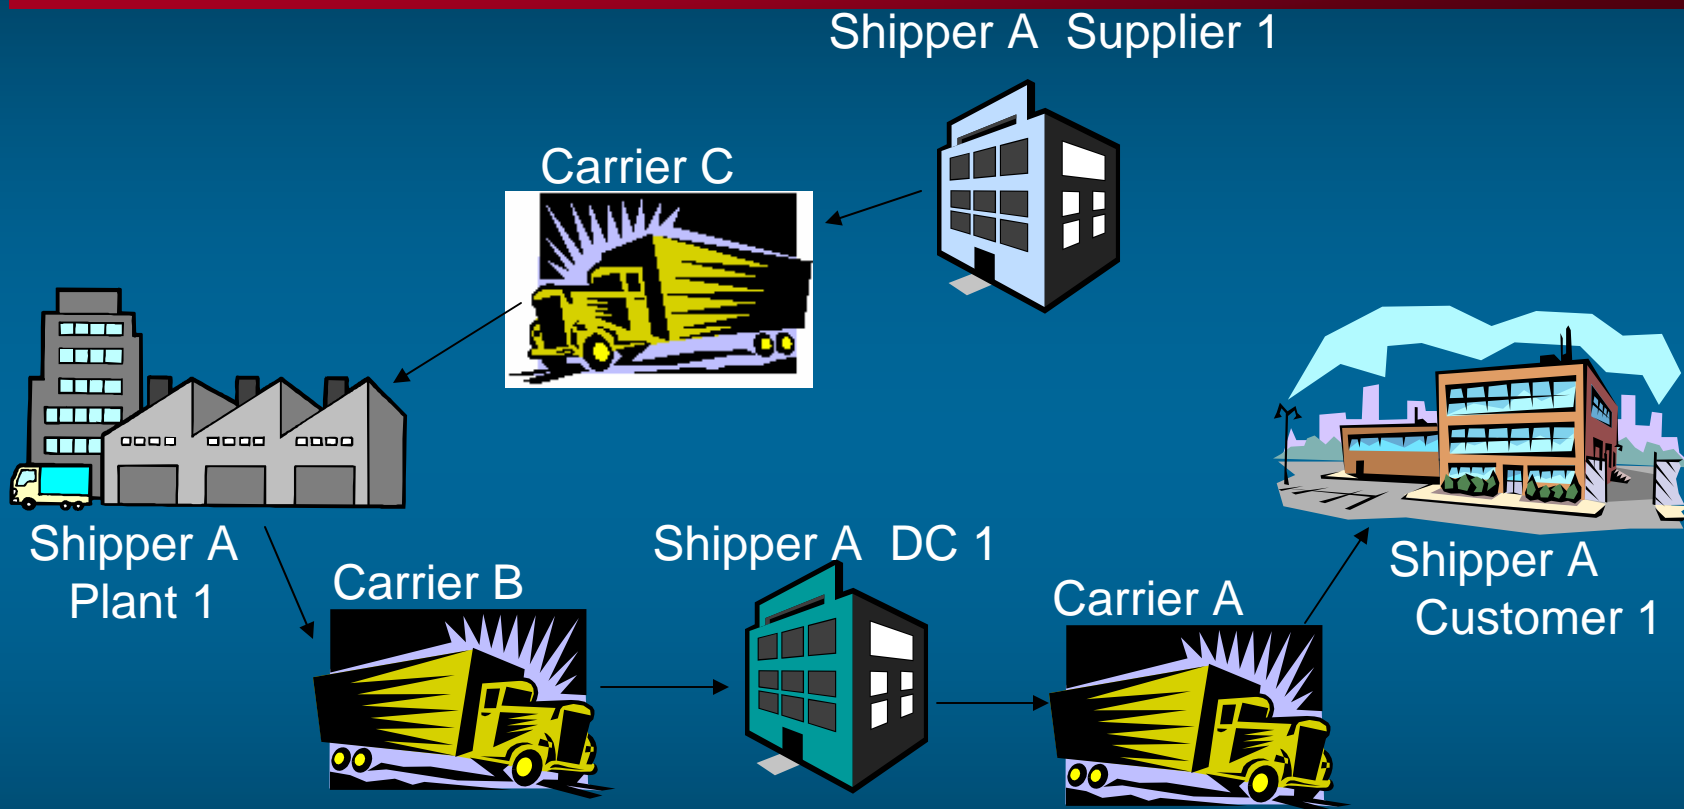 Shipper A  Supplier 1
Carrier C
Shipper A
Plant 1
Carrier B
Shipper A  DC 1
Carrier A
Shipper A
Customer 1